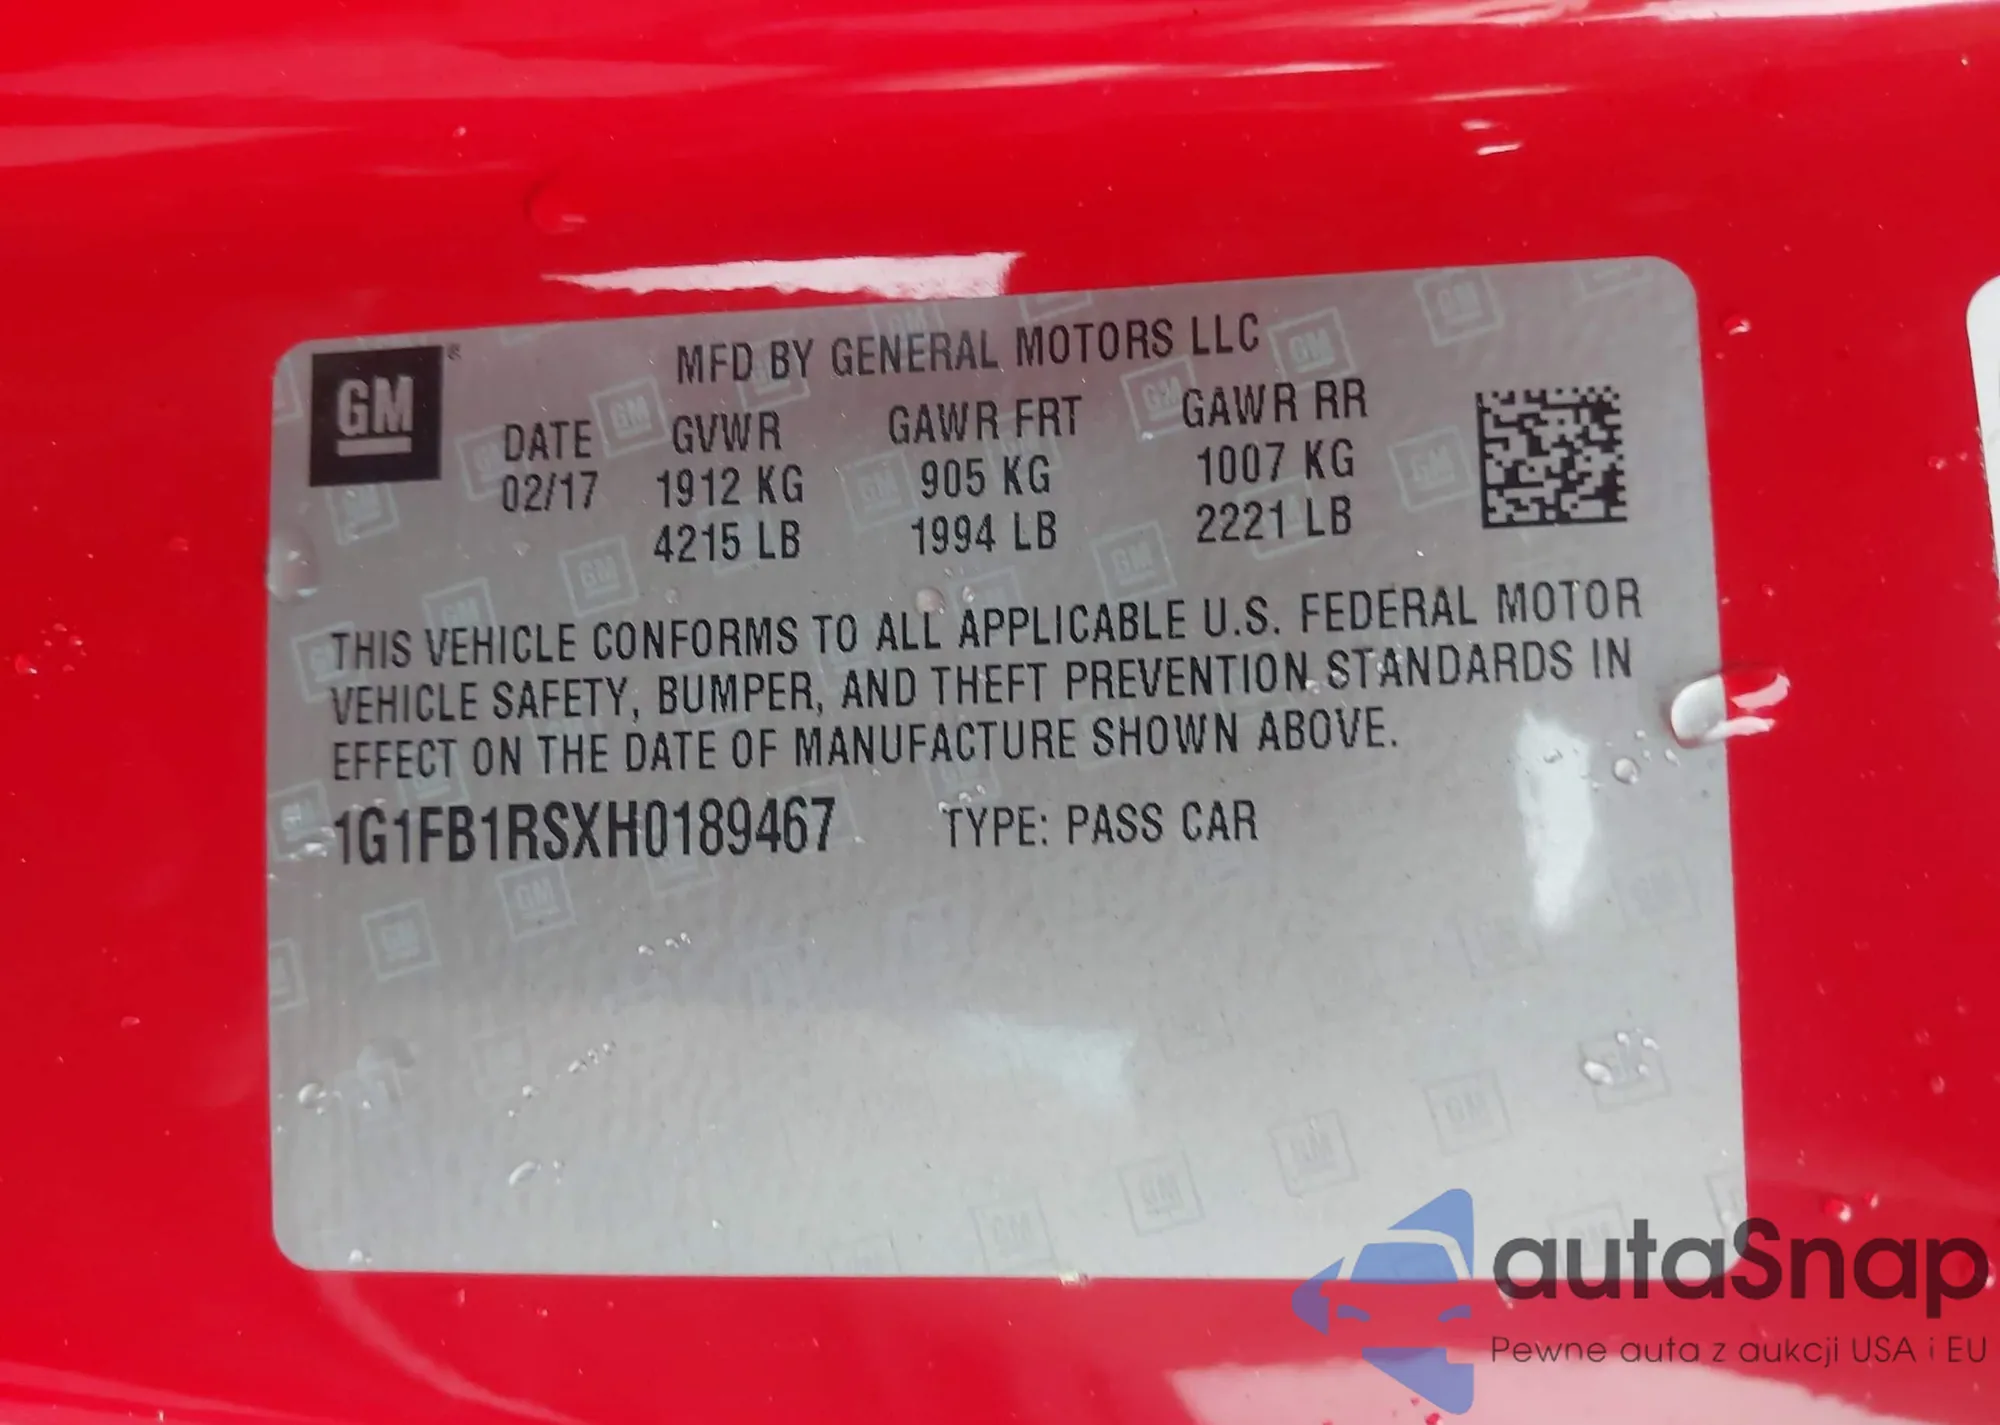 GM
MFD BY GENERAL MOTORS LLC
DATE GVWR GAWR FRT GAWR RR
02/17 1912 KG 905 KG 1007 KG
4215 LB 1994 LB 2221 LB
THIS VEHICLE CONFORMS TO ALL APPLICABLE U.S. FEDERAL MOTOR
VEHICLE SAFETY, BUMPER, AND THEFT PREVENTION STANDARDS IN
EFFECT ON THE DATE OF MANUFACTURE SHOWN ABOVE.
1G1FB1RSXH0189467 TYPE: PASS CAR
autaSnap
Pewne auta z aukcji USA i EU